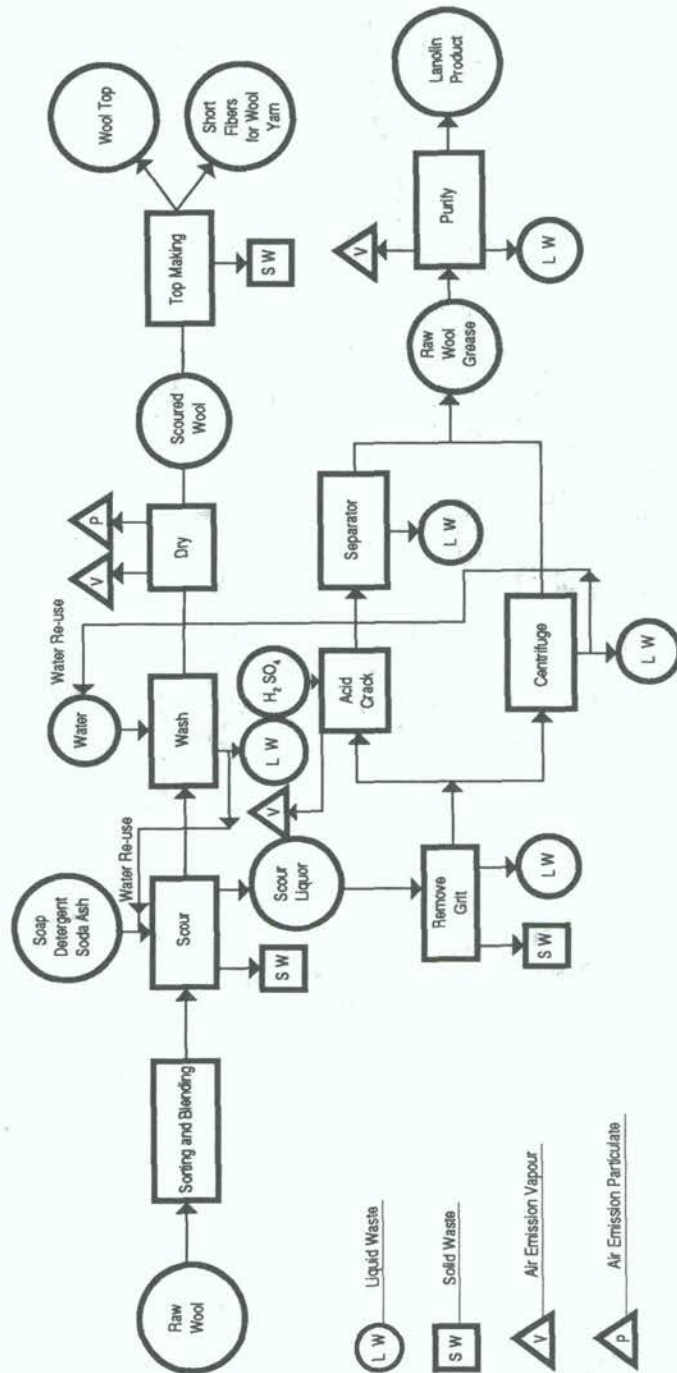 Raw
Wool
Sorting and Blending
Soap
Detergent
Soda Ash
Water Re-use
Scour
S W
Scour
Liquor
V
Wash
L W
Water
Water Re-use
Dry
V
P
Scoured
Wool
Top Making
S W
Wool Top
Short
Fibers
for Wool
Yarn
Remove
Grit
S W
L W
H2 SO4
Acid
Crack
Separator
L W
Centrifuge
L W
Raw
Wool
Grease
Purify
V
L W
Lanolin
Product
L W
Liquid Waste
S W
Solid Waste
V
Air Emission Vapour
P
Air Emission Particulate